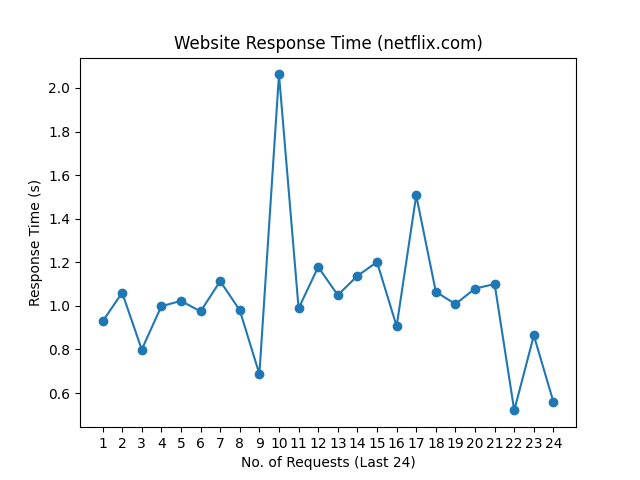 Website Response Time (netflix.com)
2.0
1.8
1.6
1.4
1.2
1.0
0.8
0.6
Response Time (s)
1 2 3 4 5 6 7 8 9 10 11 12 13 14 15 16 17 18 19 20 21 22 23 24
No. of Requests (Last 24)